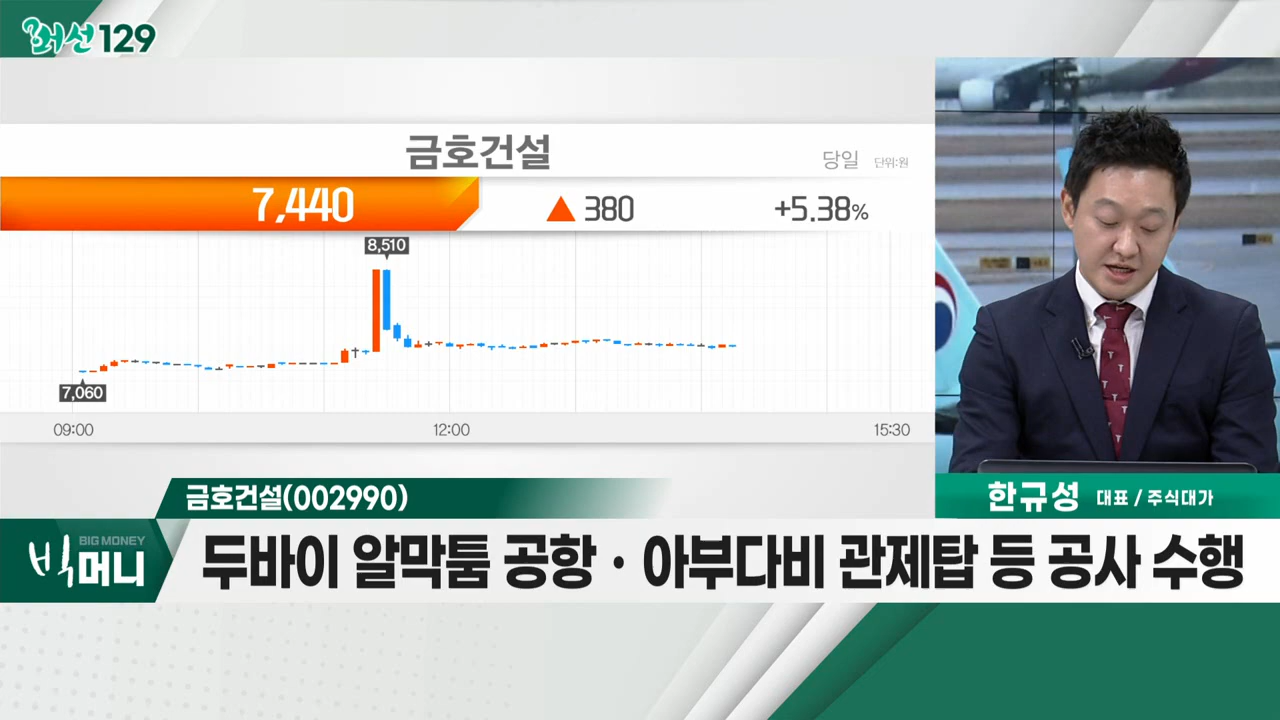 머선129
금호건설
당일 단위:원
7,440 ▲ 380 +5.38%
8,510
7,060
09:00 12:00 15:30
금호건설(002990)
한규성 대표 / 주식대가
BIG MONEY
빅머니
두바이 알막툼 공항 · 아부다비 관제탑 등 공사 수행